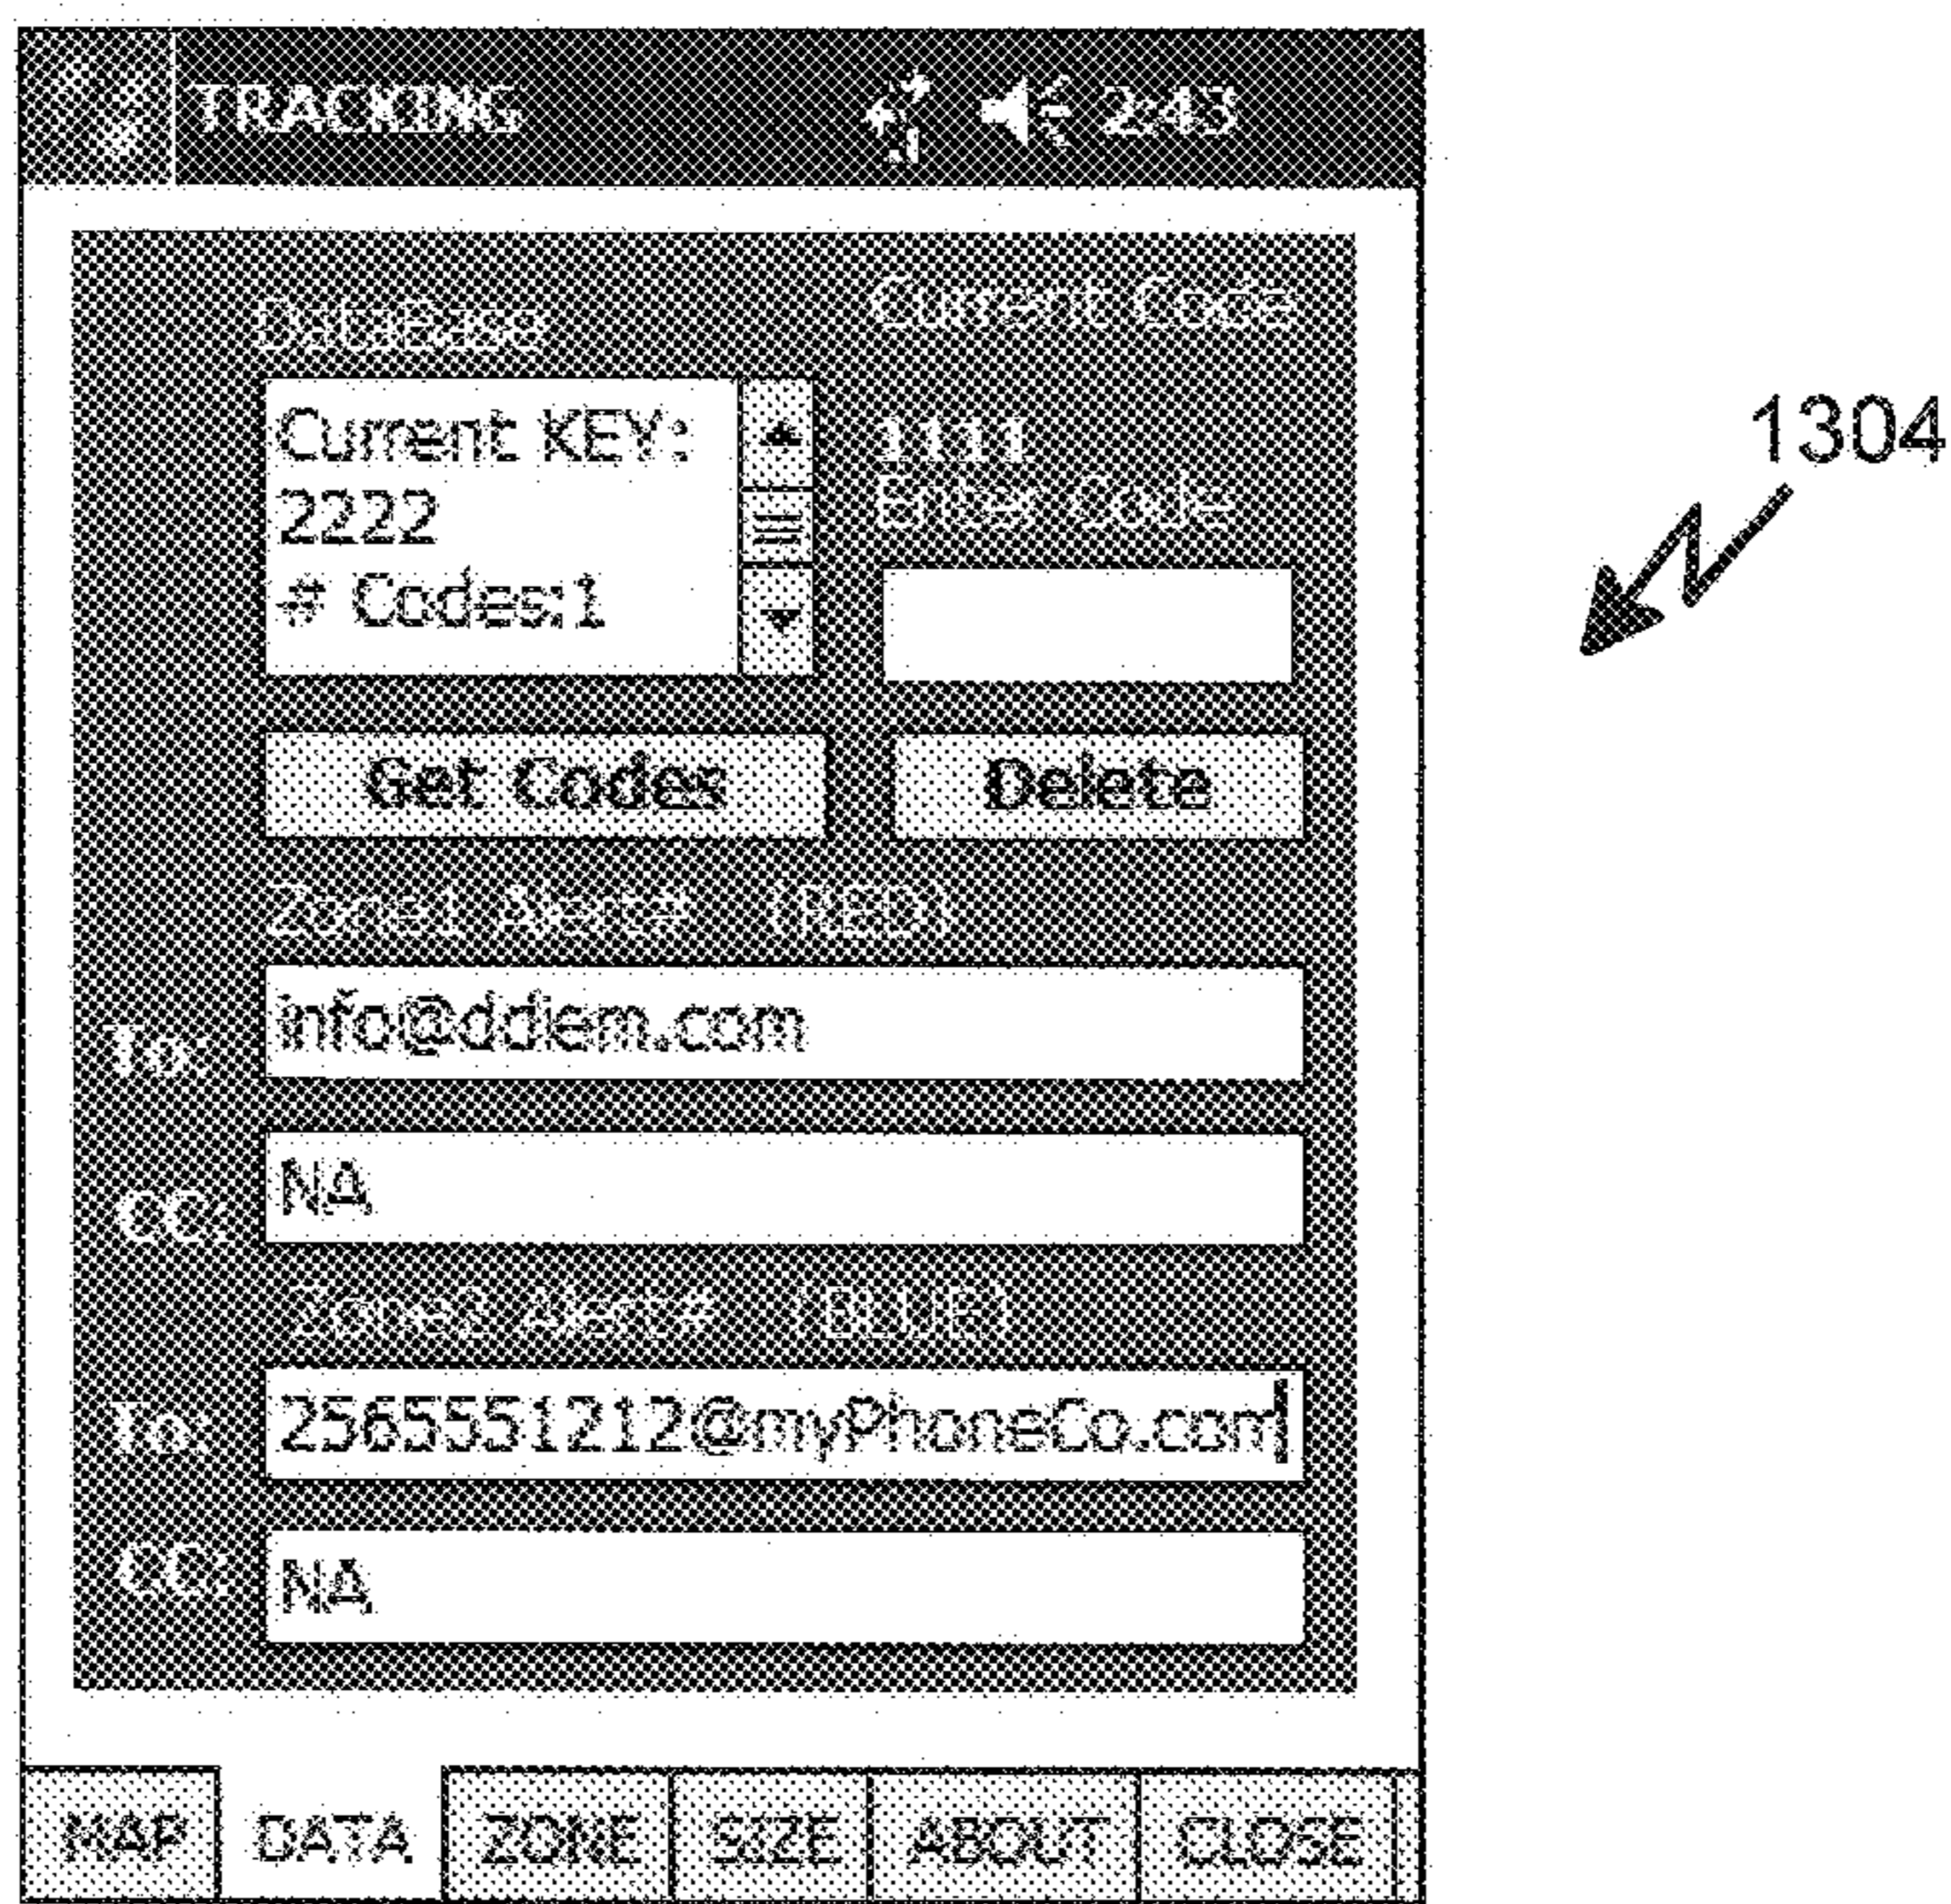 TRACKING 2:43
DataBase
Current Code
Current KEY:
2222
# Codes:1
1111
Enter Code
Get Codes
Delete
Zone1 Alert# (RED)
To: info@ddiem.com
CC: NA
Zone2 Alert# (BLUE)
To: 2565551212@myPhoneCo.com
CC: NA
MAP DATA ZONE SIZE ABOUT CLOSE
1304